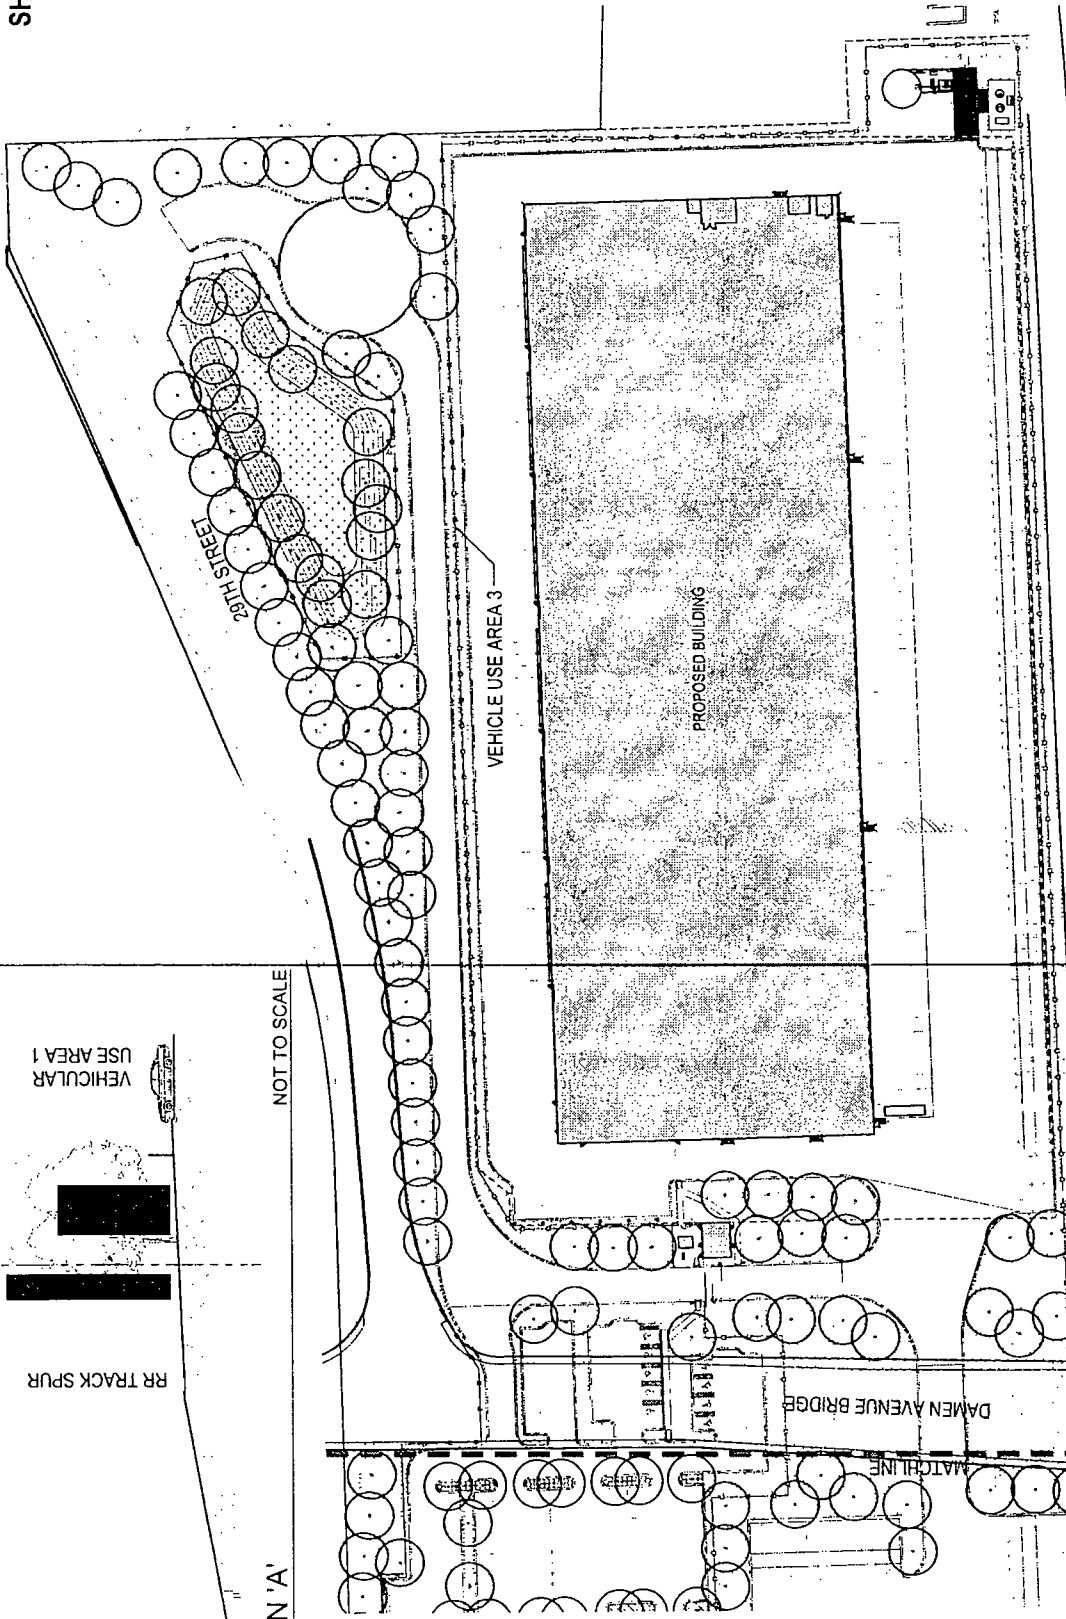 SH
29TH STREET
VEHICLE USE AREA 3
PROPOSED BUILDING
NOT TO SCALE
VEHICULAR
USE AREA 1
RR TRACK SPUR
N 'A'
DAMEN AVENUE BRIDGE
MATCHLINE